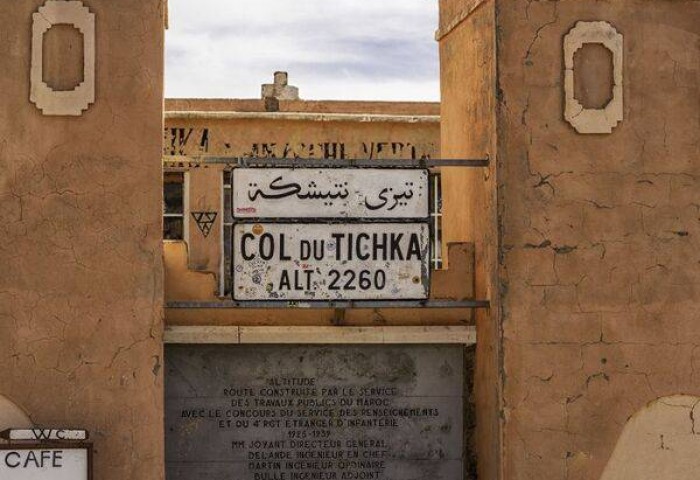 تيزي نتيشكة
COL DU TICHKA
ALT. 2260
ALTITUDE
ROUTE CONSTRUITE PAR LE SERVICE
DES TRAVAUX PUBLICS DU MAROC
AVEC LE CONCOURS DU SERVICE DES RENSEIGNEMENTS
ET DU 4e RGT ETRANGER D'INFANTERIE
1925-1939
MM. JOYANT DIRECTEUR GENERAL
DELANDE INGENIEUR EN CHEF
MARTIN INGENIEUR ORDINAIRE
BULLE INGENIEUR ADJOINT
W.C.
CAFE